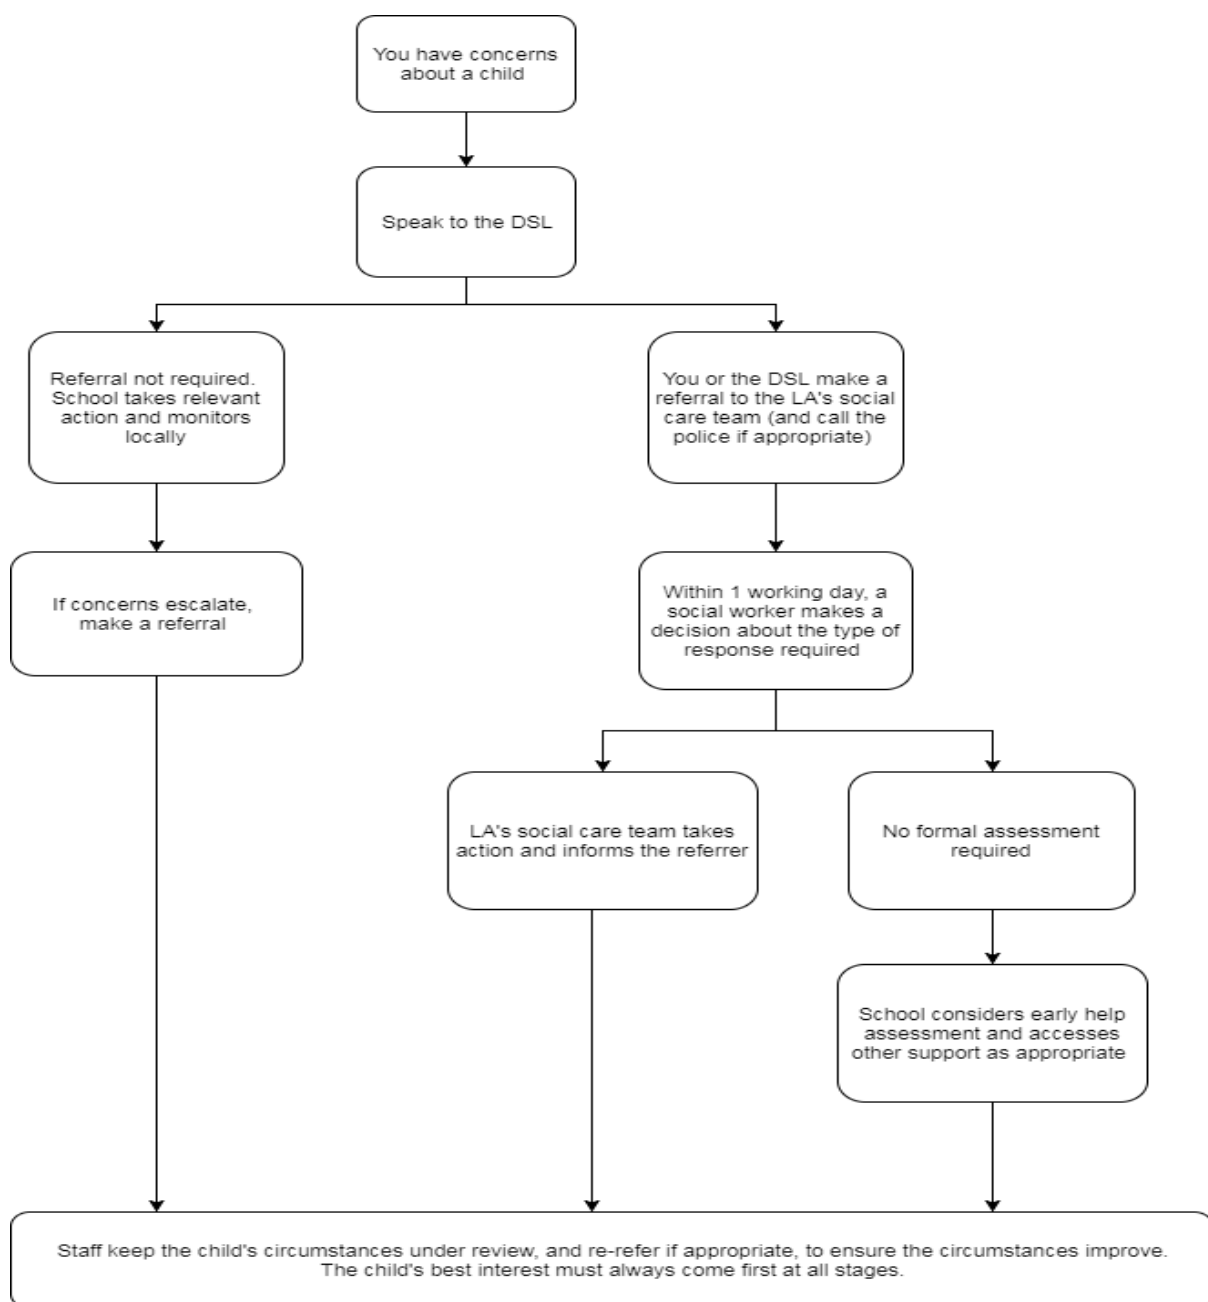 You have concerns
about a child
Speak to the DSL
Referral not required.
School takes relevant
action and monitors
locally
You or the DSL make a
referral to the LA's social
care team (and call the
police if appropriate)
If concerns escalate,
make a referral
Within 1 working day, a
social worker makes a
decision about the type of
response required
LA's social care team takes
action and informs the referrer
No formal assessment
required
School considers early help
assessment and accesses
other support as appropriate
Staff keep the child's circumstances under review, and re-refer if appropriate, to ensure the circumstances improve.
The child's best interest must always come first at all stages.